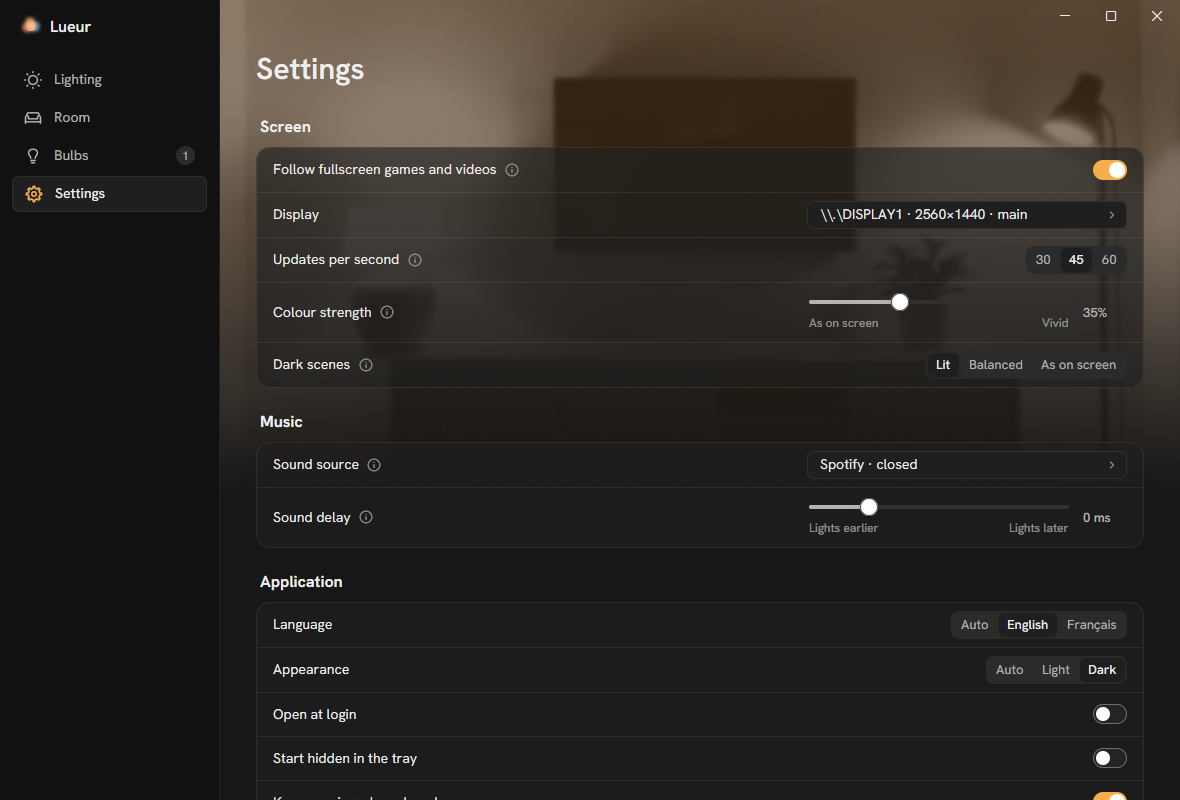 Lueur
Lighting
Room
Bulbs 1
Settings
Settings
Screen
Follow fullscreen games and videos
Display \\.\DISPLAY1 · 2560×1440 · main
Updates per second 30 45 60
Colour strength 35%
As on screen Vivid
Dark scenes Lit Balanced As on screen
Music
Sound source Spotify · closed
Sound delay 0 ms
Lights earlier Lights later
Application
Language Auto English Français
Appearance Auto Light Dark
Open at login
Start hidden in the tray